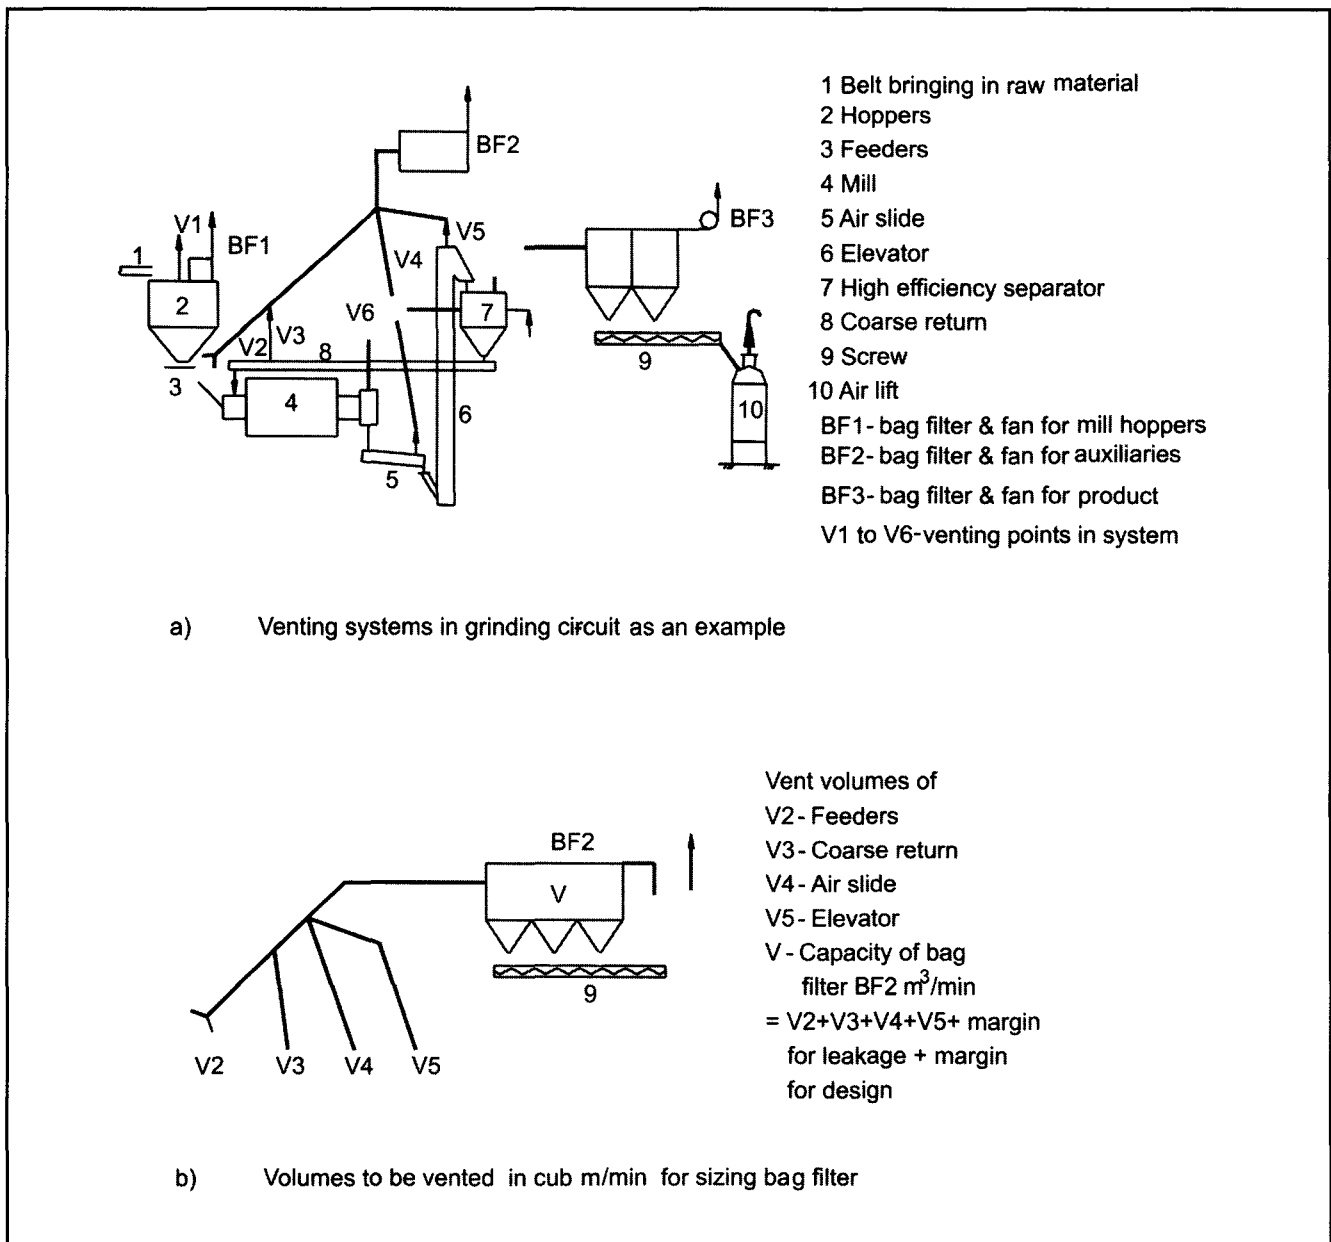 BF2
V1
BF1
1
2
V5
V4
BF3
7
V6
V3
V2
8
3
4
6
5
9
10
1 Belt bringing in raw material
2 Hoppers
3 Feeders
4 Mill
5 Air slide
6 Elevator
7 High efficiency separator
8 Coarse return
9 Screw
10 Air lift
BF1- bag filter & fan for mill hoppers
BF2- bag filter & fan for auxiliaries
BF3- bag filter & fan for product
V1 to V6-venting points in system
a) Venting systems in grinding circuit as an example
BF2
V
9
V2 V3 V4 V5
Vent volumes of
V2- Feeders
V3- Coarse return
V4- Air slide
V5- Elevator
V - Capacity of bag
filter BF2 m³/min
= V2+V3+V4+V5+ margin
for leakage + margin
for design
b) Volumes to be vented in cub m/min for sizing bag filter